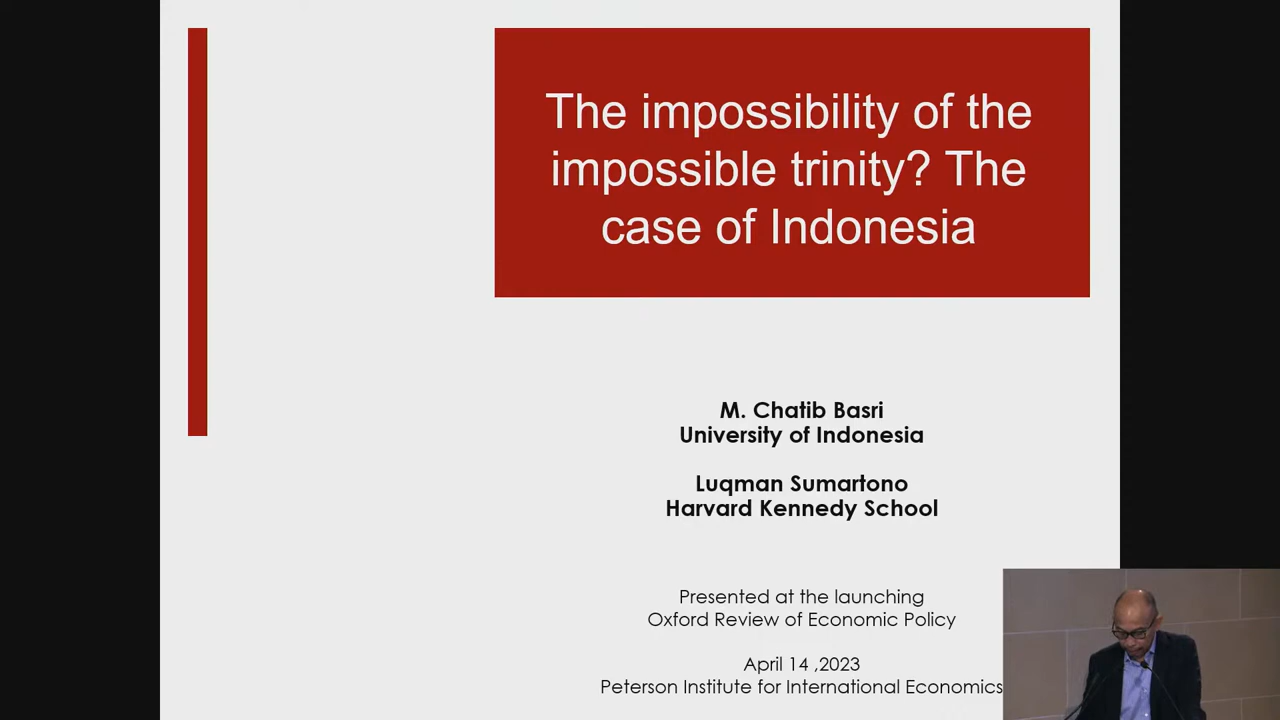 The impossibility of the
impossible trinity? The
case of Indonesia
M. Chatib Basri
University of Indonesia
Luqman Sumartono
Harvard Kennedy School
Presented at the launching
Oxford Review of Economic Policy
April 14 ,2023
Peterson Institute for International Economics